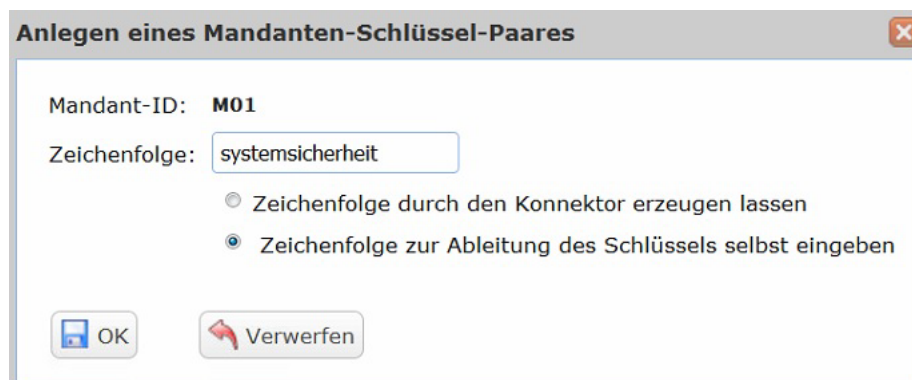 Anlegen eines Mandanten-Schlüssel-Paares
Mandant-ID: M01
Zeichenfolge: systemsicherheit
Zeichenfolge durch den Konnektor erzeugen lassen
Zeichenfolge zur Ableitung des Schlüssels selbst eingeben
OK Verwerfen